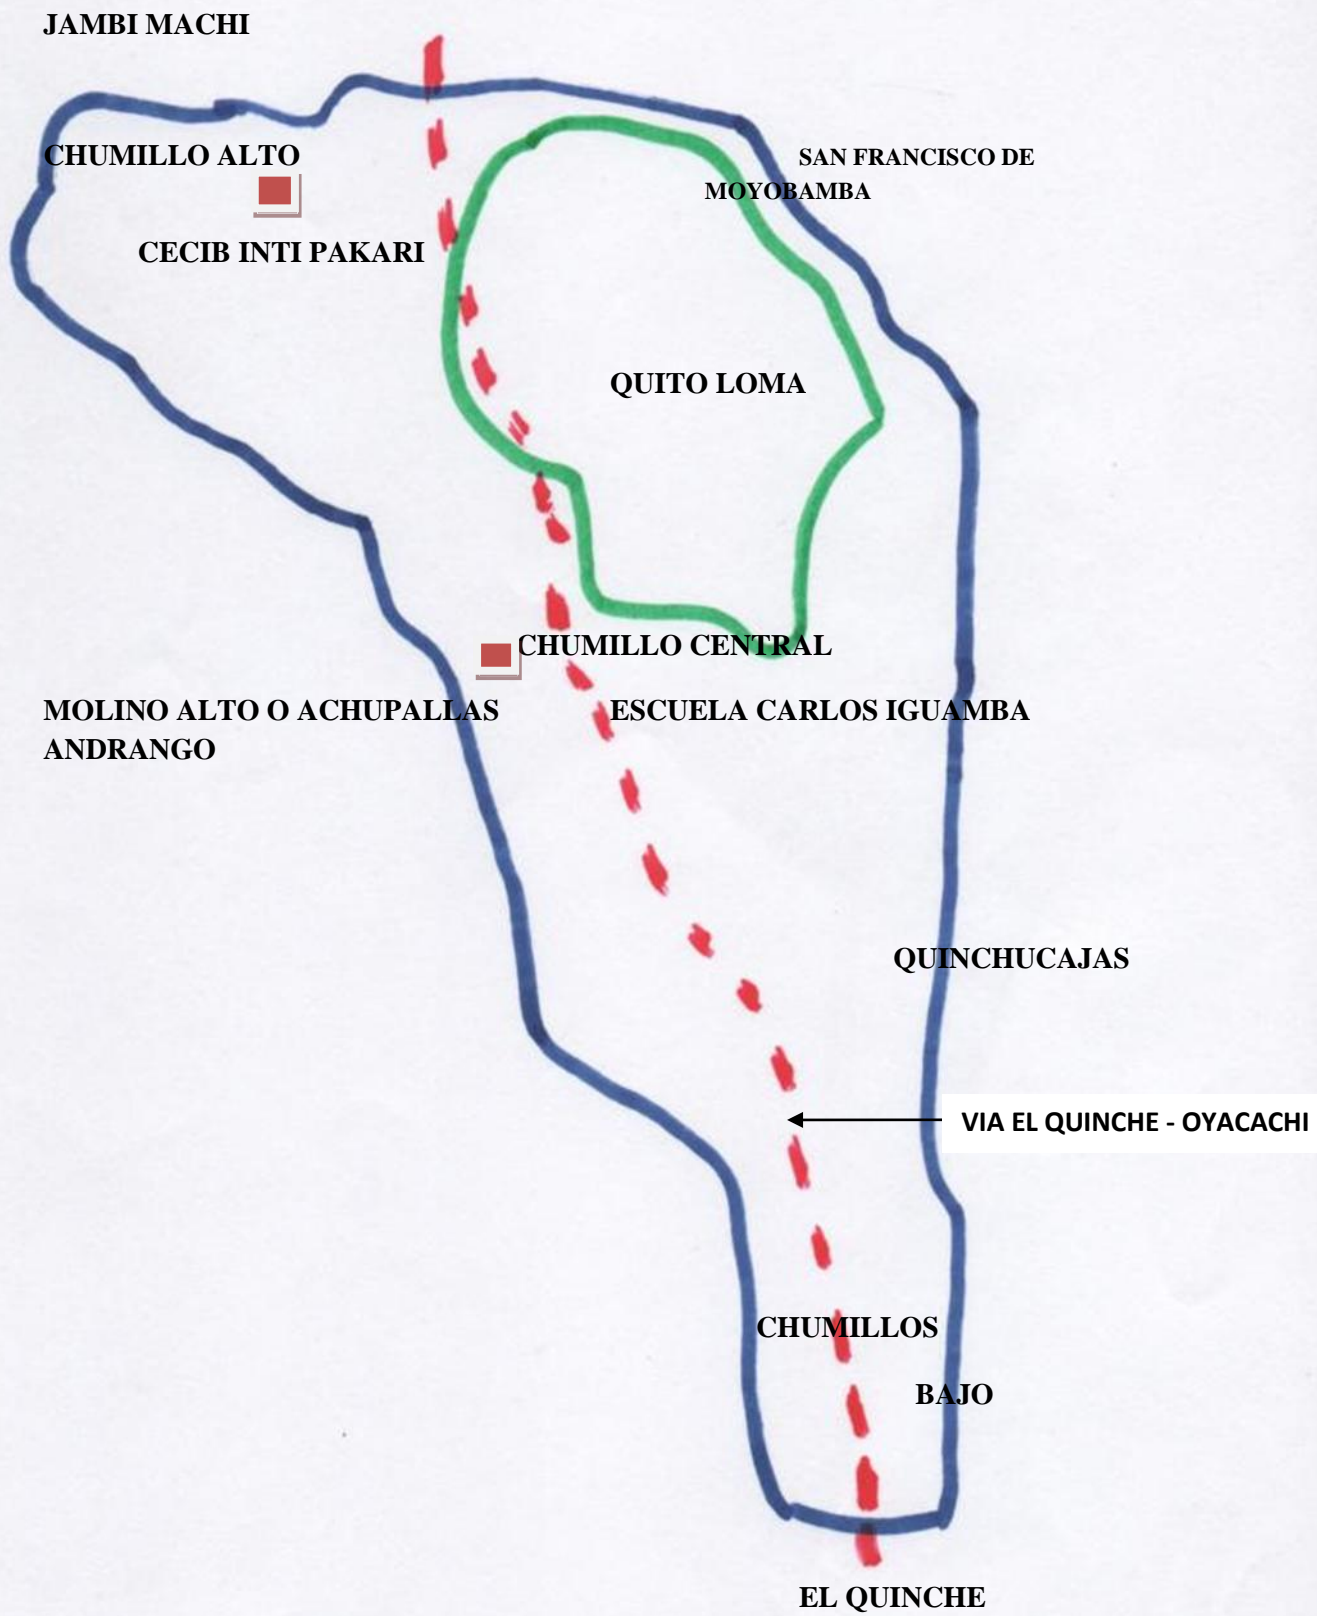 JAMBI MACHI
CHUMILLO ALTO
SAN FRANCISCO DE
MOYOBAMBA
CECIB INTI PAKARI
QUITO LOMA
CHUMILLO CENTRAL
MOLINO ALTO O ACHUPALLAS
ANDRANGO
ESCUELA CARLOS IGUAMBA
QUINCHUCAJAS
VIA EL QUINCHE - OYACACHI
CHUMILLOS
BAJO
EL QUINCHE